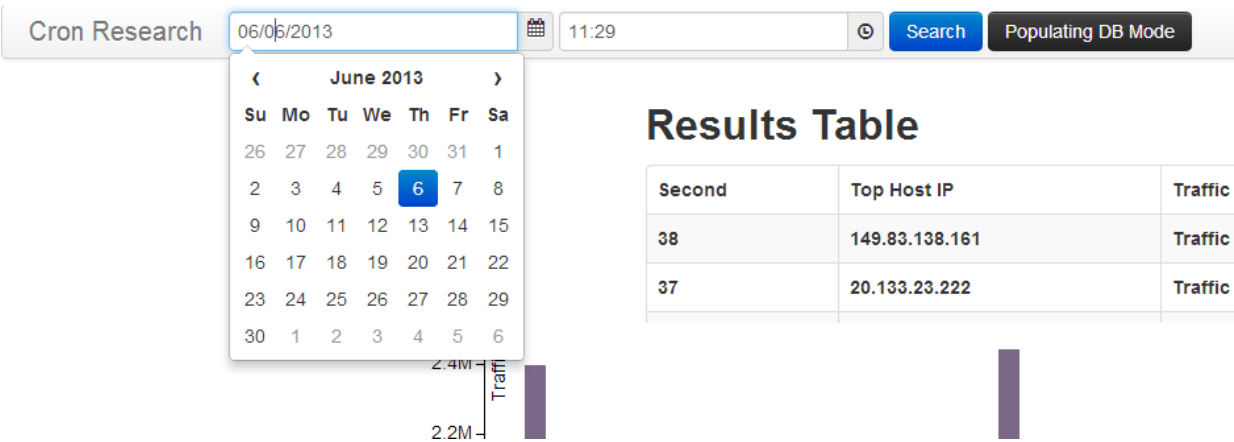 Cron Research 06/06/2013 11:29 Search Populating DB Mode
‹ June 2013 ›
Su Mo Tu We Th Fr Sa
26 27 28 29 30 31 1
2 3 4 5 6 7 8
9 10 11 12 13 14 15
16 17 18 19 20 21 22
23 24 25 26 27 28 29
30 1 2 3 4 5 6
Results Table
Second Top Host IP Traffic
38 149.83.138.161 Traffic
37 20.133.23.222 Traffic
2.4M
2.2M